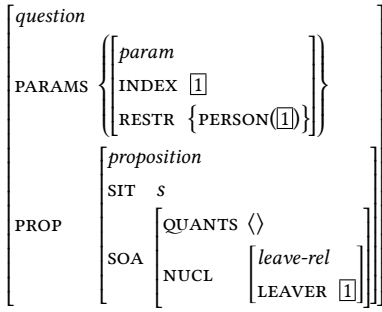 question
PARAMS { [ param
INDEX 1
RESTR {PERSON(1)} ] }
PROP [ proposition
SIT s
SOA [ QUANTS ⟨⟩
NUCL [ leave-rel
LEAVER 1 ] ] ]